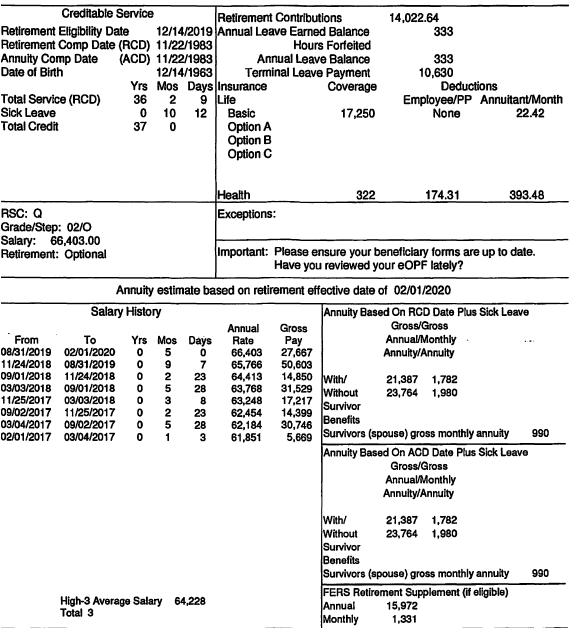 Creditable Service
Retirement Eligibility Date 12/14/2019
Retirement Comp Date (RCD) 11/22/1983
Annuity Comp Date (ACD) 11/22/1983
Date of Birth 12/14/1963
Yrs Mos Days
Total Service (RCD) 36 2 9
Sick Leave 0 10 12
Total Credit 37 0
Retirement Contributions 14,022.64
Annual Leave Earned Balance 333
Hours Forfeited
Annual Leave Balance 333
Terminal Leave Payment 10,630
Insurance Coverage Deductions
Life Employee/PP Annuitant/Month
Basic 17,250 None 22.42
Option A
Option B
Option C
Health 322 174.31 393.48
RSC: Q
Grade/Step: 02/O
Salary: 66,403.00
Retirement: Optional
Exceptions:
Important: Please ensure your beneficiary forms are up to date.
Have you reviewed your eOPF lately?
Annuity estimate based on retirement effective date of 02/01/2020
Salary History
Annual Gross
From To Yrs Mos Days Rate Pay
08/31/2019 02/01/2020 0 5 0 66,403 27,667
11/24/2018 08/31/2019 0 9 7 65,766 50,603
09/01/2018 11/24/2018 0 2 23 64,413 14,850
03/03/2018 09/01/2018 0 5 28 63,768 31,529
11/25/2017 03/03/2018 0 3 8 63,248 17,217
09/02/2017 11/25/2017 0 2 23 62,454 14,399
03/04/2017 09/02/2017 0 5 28 62,184 30,746
02/01/2017 03/04/2017 0 1 3 61,851 5,669
High-3 Average Salary 64,228
Total 3
Annuity Based On RCD Date Plus Sick Leave
Gross/Gross
Annual/Monthly
Annuity/Annuity
With/ 21,387 1,782
Without 23,764 1,980
Survivor
Benefits
Survivors (spouse) gross monthly annuity 990
Annuity Based On ACD Date Plus Sick Leave
Gross/Gross
Annual/Monthly
Annuity/Annuity
With/ 21,387 1,782
Without 23,764 1,980
Survivor
Benefits
Survivors (spouse) gross monthly annuity 990
FERS Retirement Supplement (if eligible)
Annual 15,972
Monthly 1,331